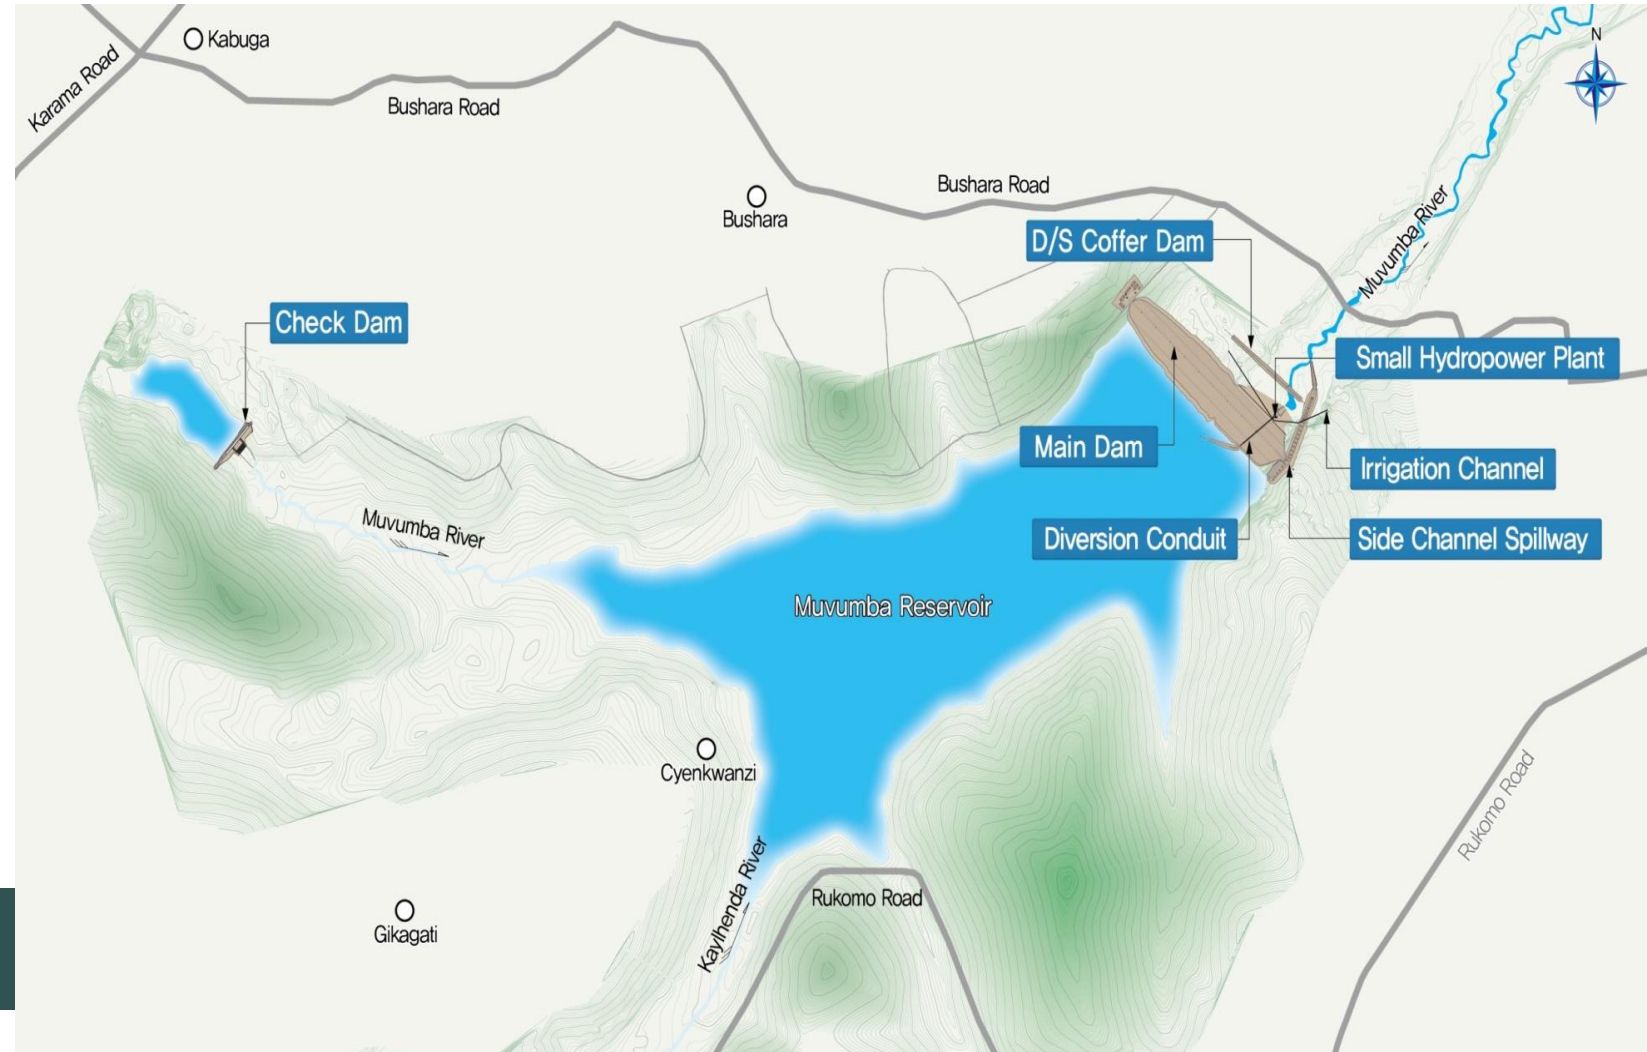 N
Kabuga
Karama Road
Bushara Road
Bushara Road
Bushara
Muvumba River
D/S Coffer Dam
Check Dam
Small Hydropower Plant
Main Dam
Irrigation Channel
Muvumba River
Diversion Conduit
Side Channel Spillway
Muvumba Reservoir
Cyenkwanzi
Rukomo Road
Kaylhenda River
Rukomo Road
Gikagati